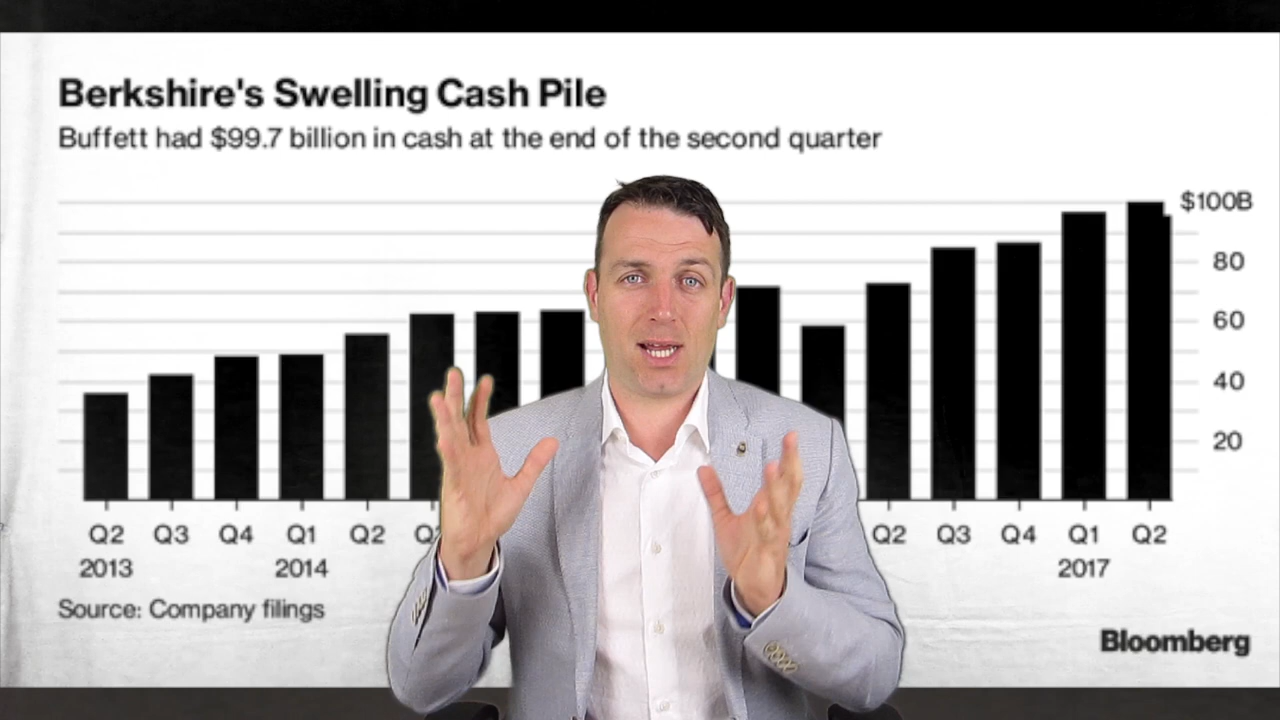 Berkshire's Swelling Cash Pile
Buffett had $99.7 billion in cash at the end of the second quarter
$100B
80
60
40
20
Q2 Q3 Q4 Q1 Q2 Q2 Q3 Q4 Q1 Q2
2013 2014 2017
Source: Company filings
Bloomberg